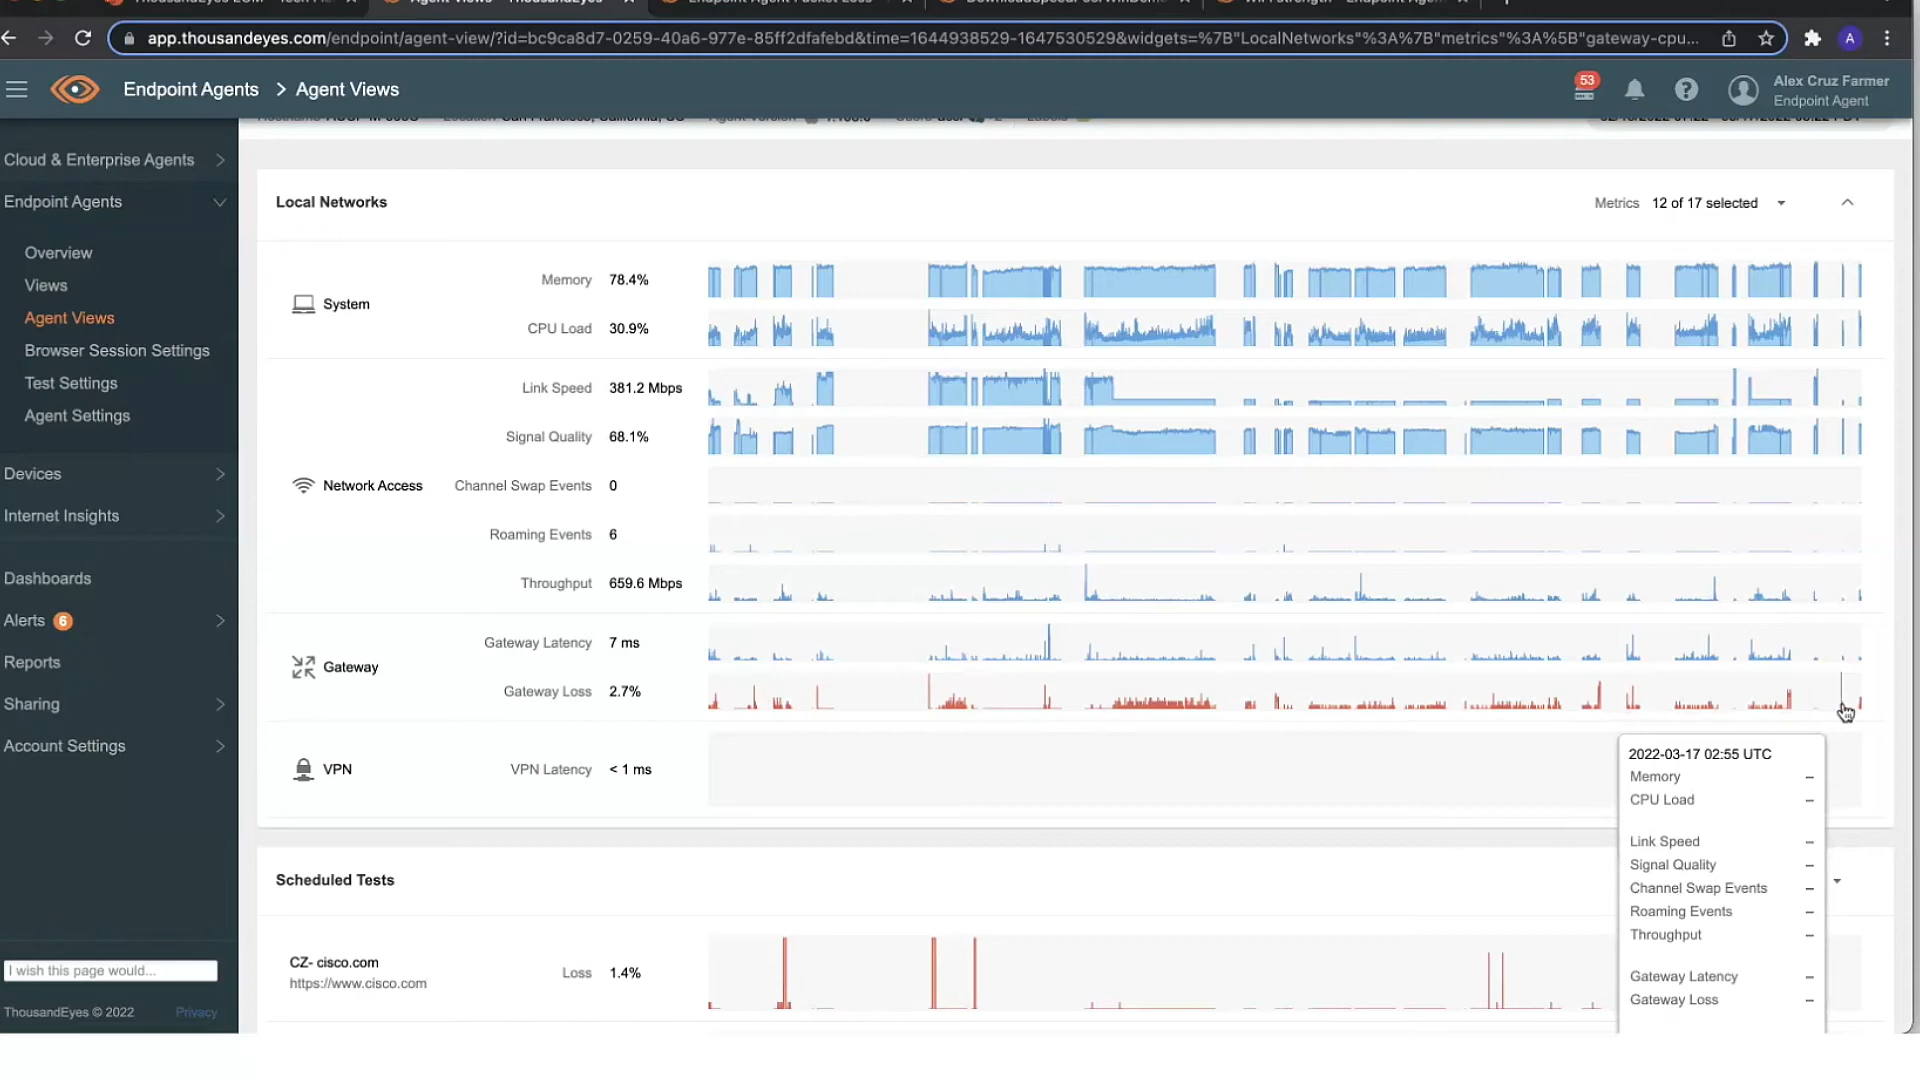 app.thousandeyes.com/endpoint/agent-view/?id=bc9ca8d7-0259-40a6-977e-85ff2dfafebd&time=1644938529-1647530529&widgets=%7B"LocalNetworks"%3A%7B"metrics"%3A%5B"gateway-cpu...
A
Endpoint Agents > Agent Views
53
Alex Cruz Farmer
Endpoint Agent
Cloud & Enterprise Agents
Endpoint Agents
Overview
Views
Agent Views
Browser Session Settings
Test Settings
Agent Settings
Devices
Internet Insights
Dashboards
Alerts 6
Reports
Sharing
Account Settings
I wish this page would...
ThousandEyes © 2022 Privacy
Local Networks
Metrics 12 of 17 selected
System
Memory 78.4%
CPU Load 30.9%
Network Access
Link Speed 381.2 Mbps
Signal Quality 68.1%
Channel Swap Events 0
Roaming Events 6
Throughput 659.6 Mbps
Gateway
Gateway Latency 7 ms
Gateway Loss 2.7%
VPN
VPN Latency < 1 ms
2022-03-17 02:55 UTC
Memory –
CPU Load –
Link Speed –
Signal Quality –
Channel Swap Events –
Roaming Events –
Throughput –
Gateway Latency –
Gateway Loss –
Scheduled Tests
CZ- cisco.com
https://www.cisco.com
Loss 1.4%